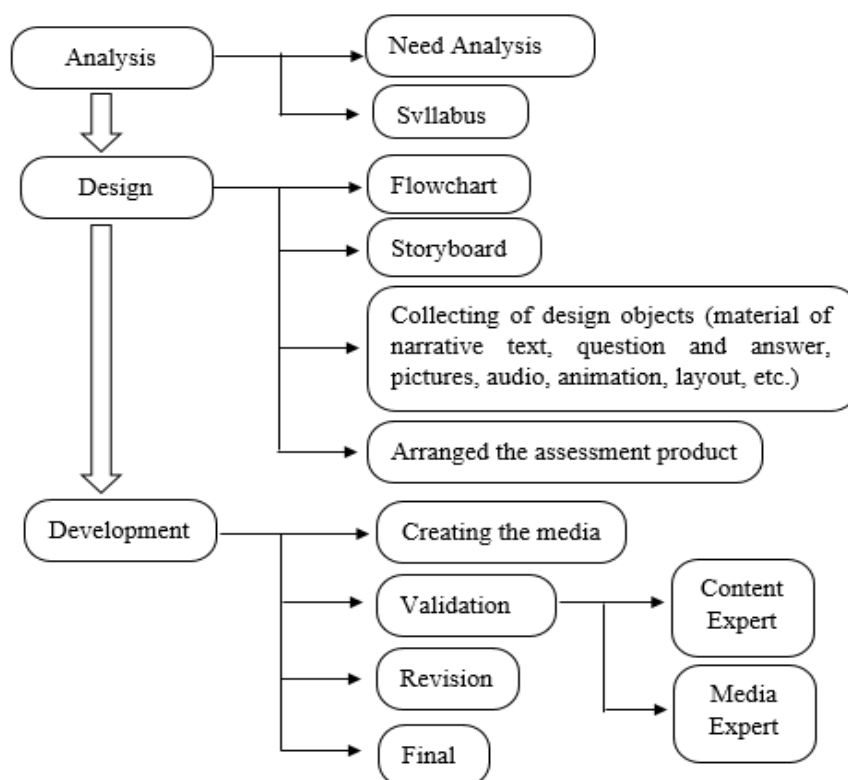 Analysis
Need Analysis
Svllabus
Design
Flowchart
Storyboard
Collecting of design objects (material of
narrative text, question and answer,
pictures, audio, animation, layout, etc.)
Arranged the assessment product
Development
Creating the media
Validation
Content
Expert
Media
Expert
Revision
Final